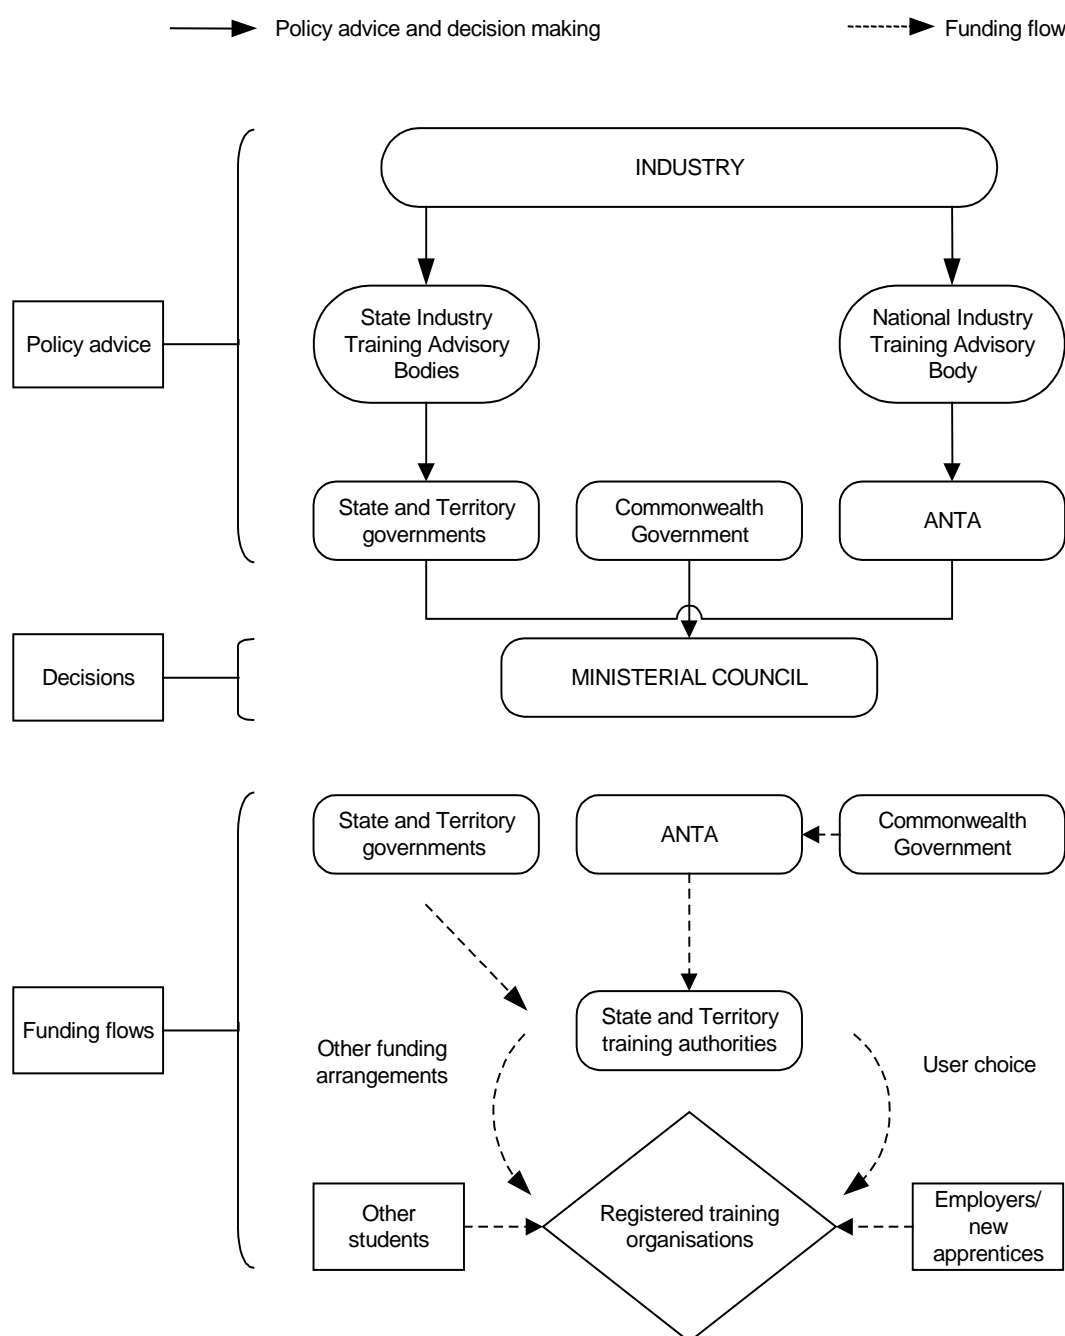 Policy advice and decision making
Funding flow
INDUSTRY
State Industry
Training Advisory
Bodies
National Industry
Training Advisory
Body
Policy advice
State and Territory
governments
Commonwealth
Government
ANTA
Decisions
MINISTERIAL COUNCIL
State and Territory
governments
ANTA
Commonwealth
Government
Funding flows
State and Territory
training authorities
Other funding
arrangements
User choice
Other
students
Registered training
organisations
Employers/
new
apprentices